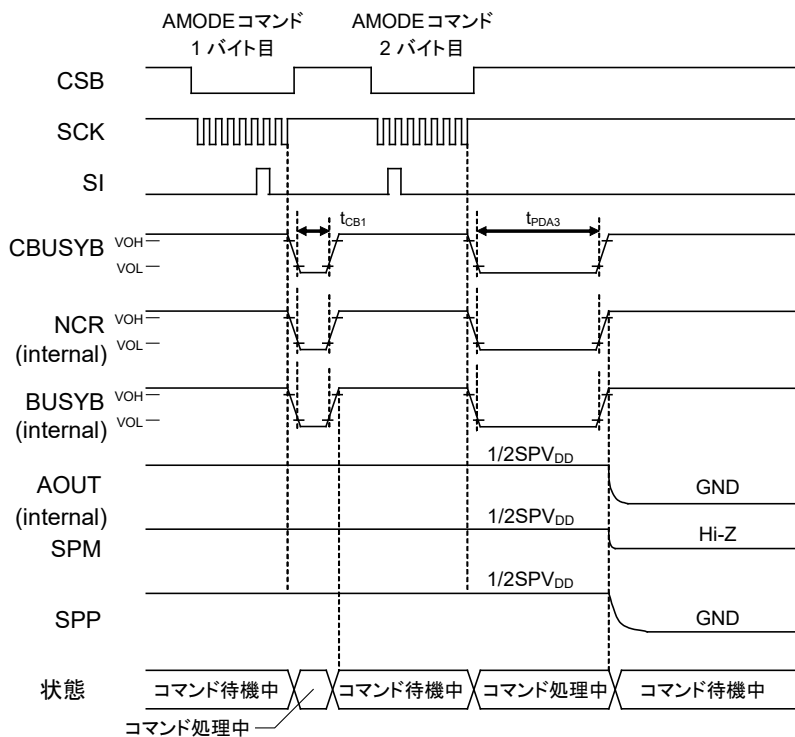 AMODEコマンド
1 バイト目
AMODEコマンド
2 バイト目
CSB
SCK
SI
tCB1
tPDA3
CBUSYB
VOH
VOL
NCR
(internal)
VOH
VOL
BUSYB
(internal)
VOH
VOL
1/2SPVDD
AOUT
(internal)
GND
1/2SPVDD
SPM
Hi-Z
1/2SPVDD
SPP
GND
状態
コマンド待機中
コマンド待機中
コマンド処理中
コマンド待機中
コマンド処理中